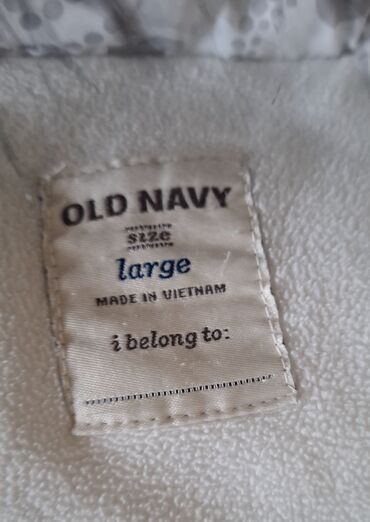 OLD NAVY
size
large
MADE IN VIETNAM
i belong to: